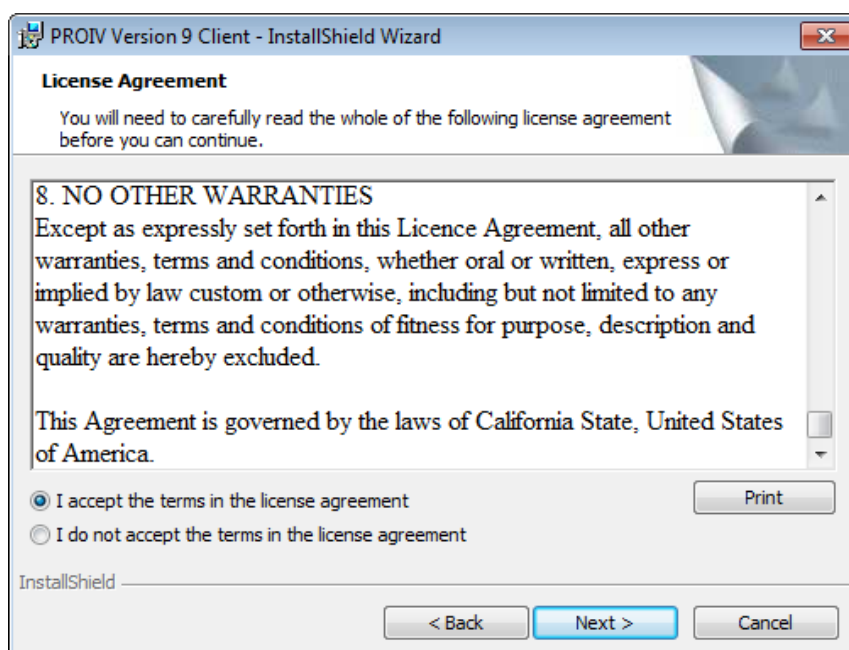 PROIV Version 9 Client - InstallShield Wizard
License Agreement
You will need to carefully read the whole of the following license agreement
before you can continue.
8. NO OTHER WARRANTIES
Except as expressly set forth in this Licence Agreement, all other
warranties, terms and conditions, whether oral or written, express or
implied by law custom or otherwise, including but not limited to any
warranties, terms and conditions of fitness for purpose, description and
quality are hereby excluded.
This Agreement is governed by the laws of California State, United States
of America.
I accept the terms in the license agreement
Print
I do not accept the terms in the license agreement
InstallShield
< Back
Next >
Cancel